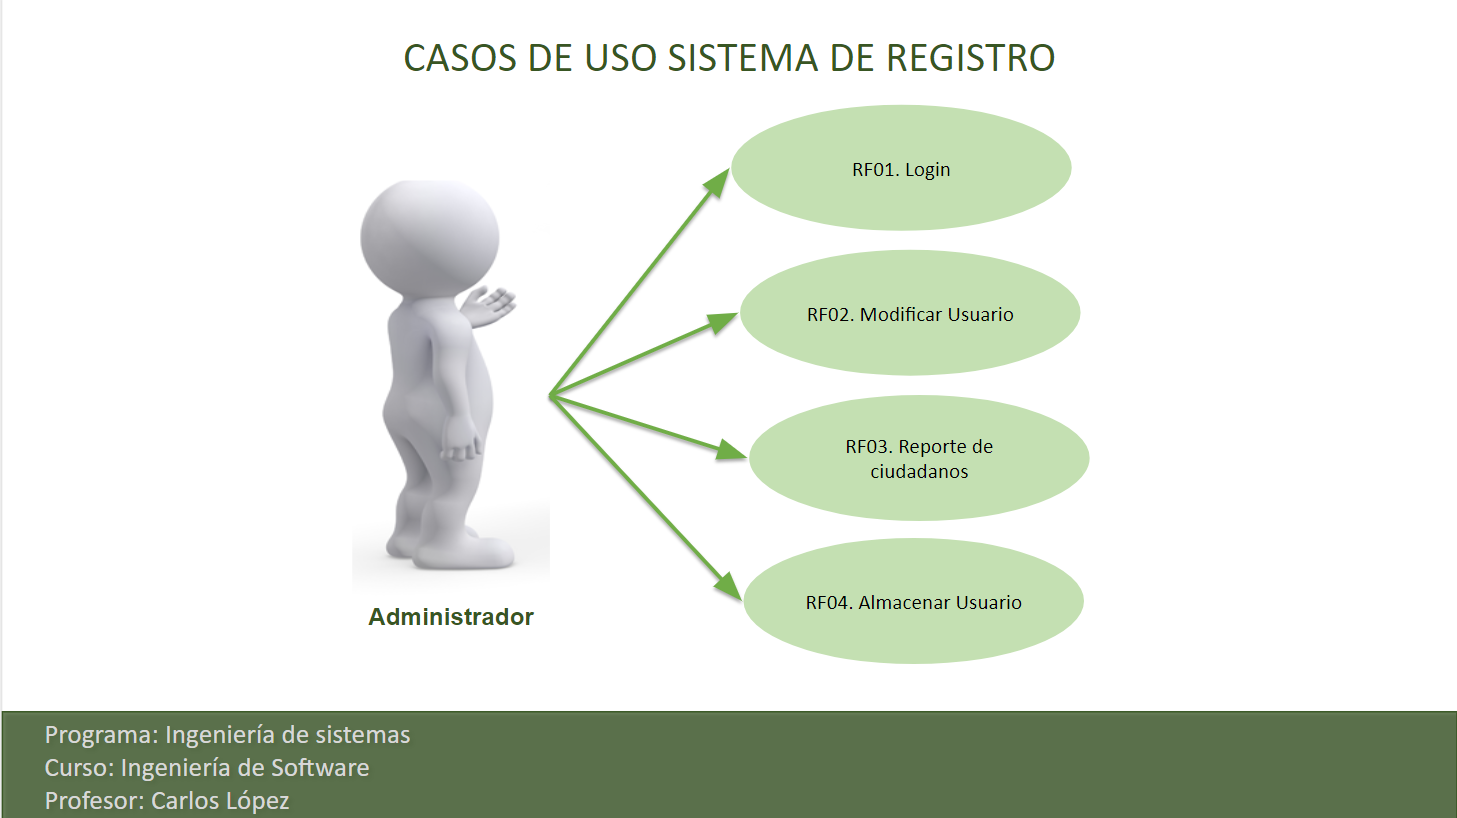 CASOS DE USO SISTEMA DE REGISTRO
RF01. Login
RF02. Modificar Usuario
RF03. Reporte de
ciudadanos
RF04. Almacenar Usuario
Administrador
Programa: Ingeniería de sistemas
Curso: Ingeniería de Software
Profesor: Carlos López